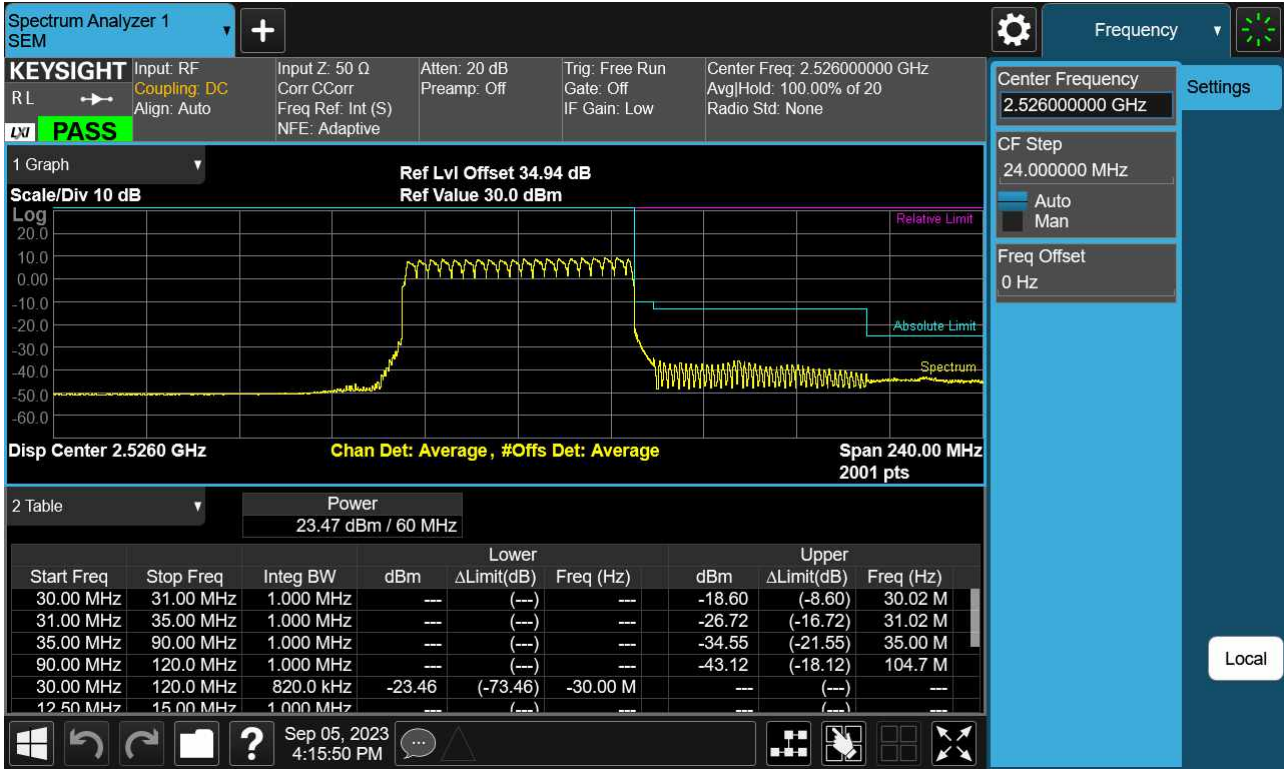 Spectrum Analyzer 1
SEM
+
Frequency
KEYSIGHT
R L
LXI
PASS
Input: RF
Coupling: DC
Align: Auto
Input Z: 50 Ω
Corr CCorr
Freq Ref: Int (S)
NFE: Adaptive
Atten: 20 dB
Preamp: Off
Trig: Free Run
Gate: Off
IF Gain: Low
Center Freq: 2.526000000 GHz
Avg|Hold: 100.00% of 20
Radio Std: None
Center Frequency
2.526000000 GHz
Settings
CF Step
24.000000 MHz
Auto
Man
Freq Offset
0 Hz
1 Graph
Ref Lvl Offset 34.94 dB
Scale/Div 10 dB
Ref Value 30.0 dBm
Log
Relative Limit
20.0
10.0
0.00
-10.0
-20.0
Absolute Limit
-30.0
-40.0
Spectrum
-50.0
-60.0
Disp Center 2.5260 GHz
Chan Det: Average , #Offs Det: Average
Span 240.00 MHz
2001 pts
2 Table
Power
23.47 dBm / 60 MHz
Lower Upper
Start Freq Stop Freq Integ BW dBm ΔLimit(dB) Freq (Hz) dBm ΔLimit(dB) Freq (Hz)
30.00 MHz 31.00 MHz 1.000 MHz --- (---) --- -18.60 (-8.60) 30.02 M
31.00 MHz 35.00 MHz 1.000 MHz --- (---) --- -26.72 (-16.72) 31.02 M
35.00 MHz 90.00 MHz 1.000 MHz --- (---) --- -34.55 (-21.55) 35.00 M
90.00 MHz 120.0 MHz 1.000 MHz --- (---) --- -43.12 (-18.12) 104.7 M
30.00 MHz 120.0 MHz 820.0 kHz -23.46 (-73.46) -30.00 M --- (---) ---
12.50 MHz 15.00 MHz 1.000 MHz --- (---) --- --- (---) ---
Local
?
Sep 05, 2023
4:15:50 PM